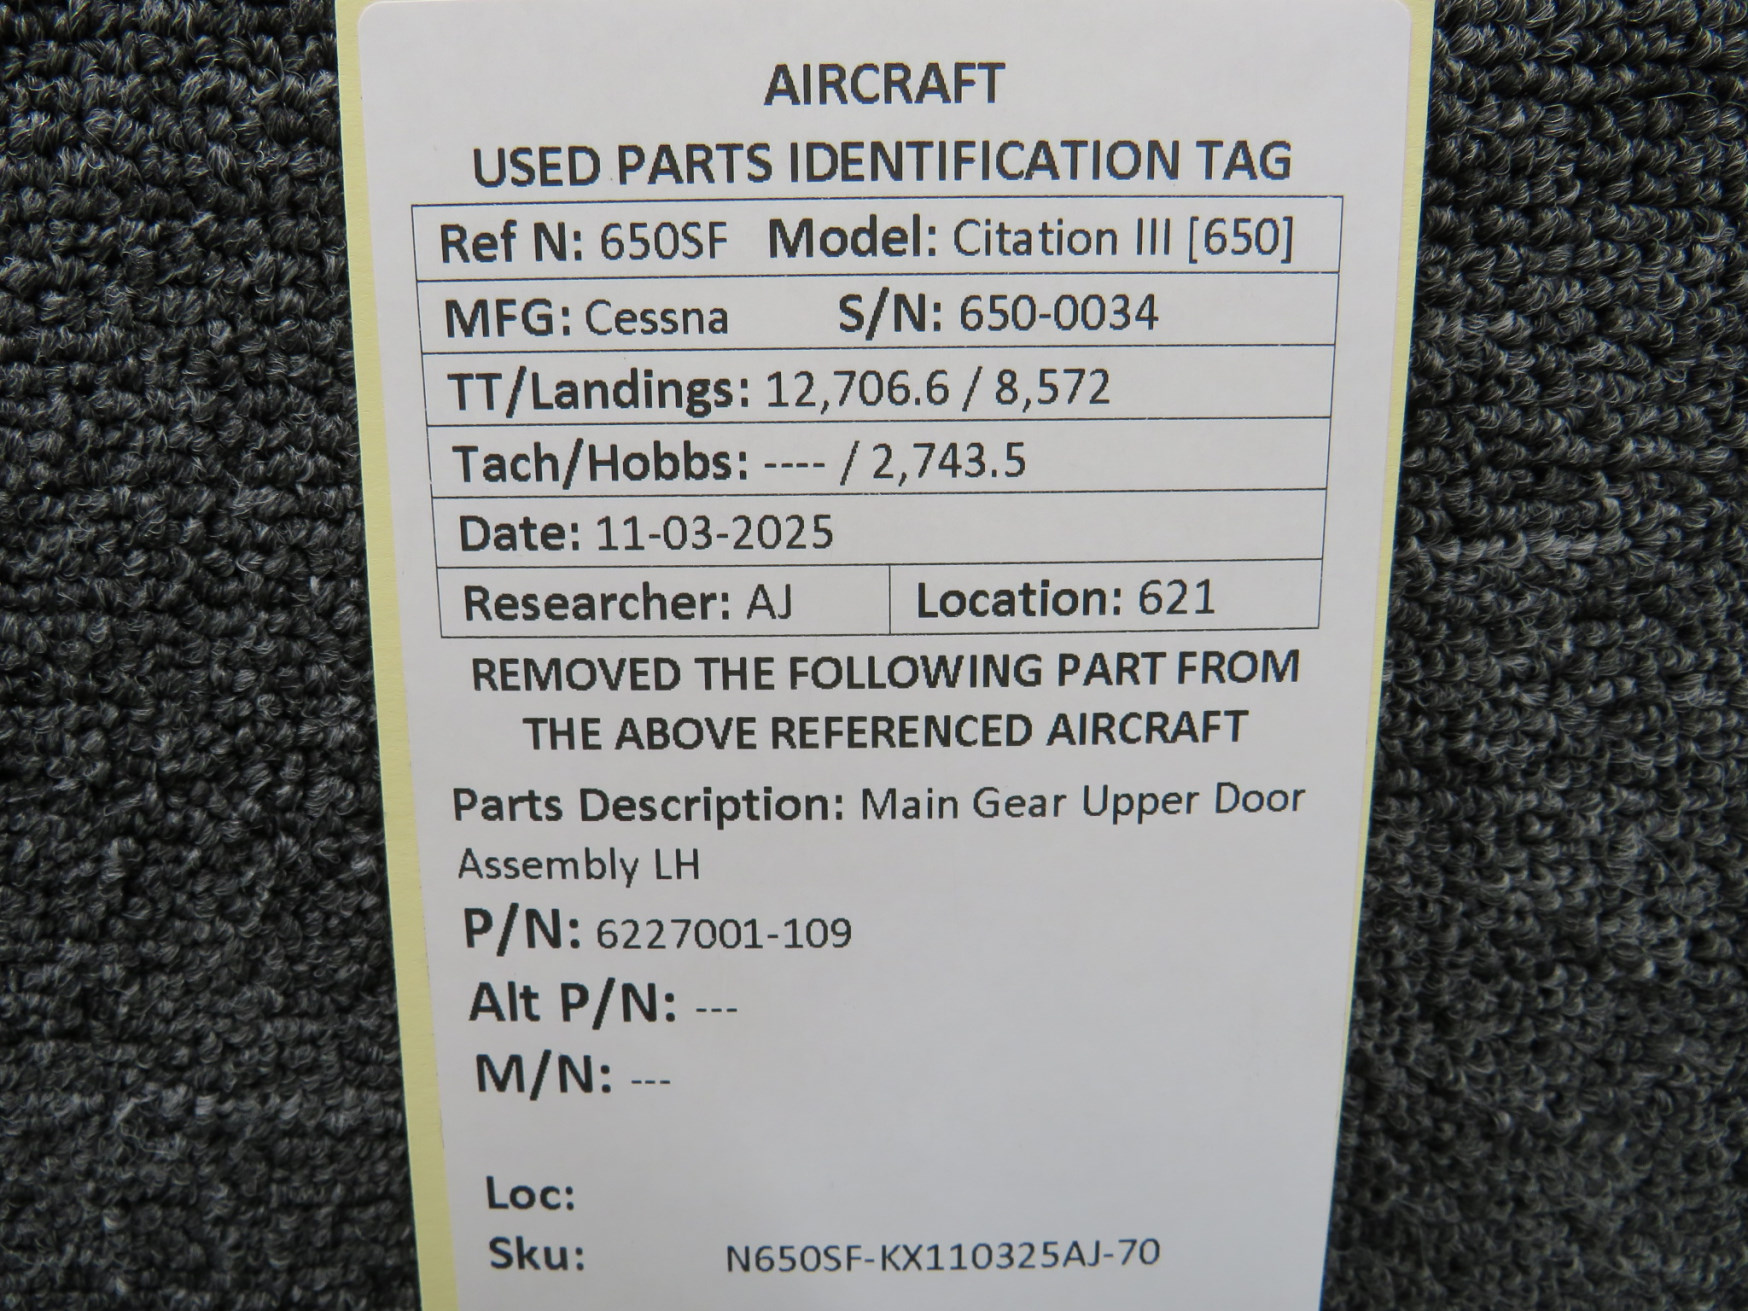 AIRCRAFT
USED PARTS IDENTIFICATION TAG
Ref N: 650SF Model: Citation III [650]
MFG: Cessna S/N: 650-0034
TT/Landings: 12,706.6 / 8,572
Tach/Hobbs: ---- / 2,743.5
Date: 11-03-2025
Researcher: AJ Location: 621
REMOVED THE FOLLOWING PART FROM
THE ABOVE REFERENCED AIRCRAFT
Parts Description: Main Gear Upper Door
Assembly LH
P/N: 6227001-109
Alt P/N: ---
M/N: ---
Loc:
Sku: N650SF-KX110325AJ-70